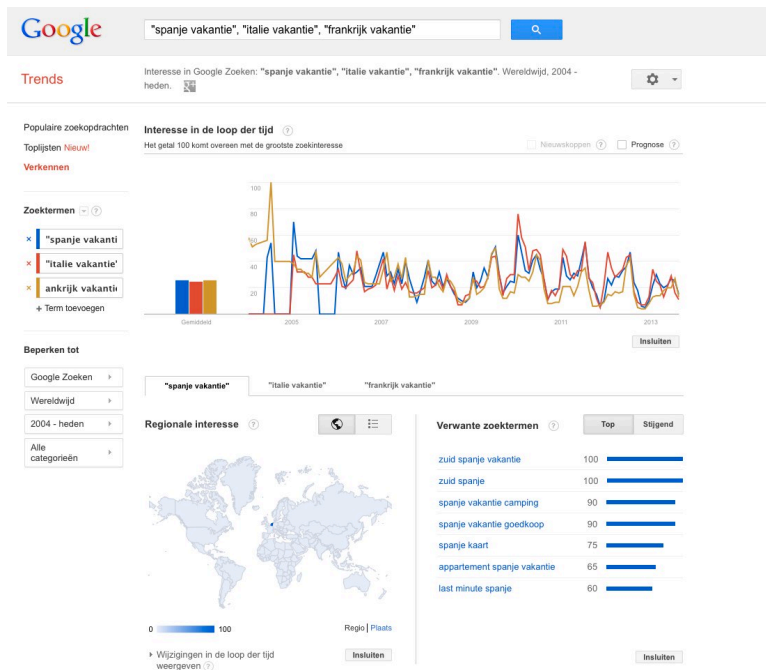 Google
"spanje vakantie", "italie vakantie", "frankrijk vakantie"
Trends
Interesse in Google Zoeken: "spanje vakantie", "italie vakantie", "frankrijk vakantie". Wereldwijd, 2004 -
heden.
Populaire zoekopdrachten
Toplijsten Nieuw!
Verkennen
Zoektermen ?
× "spanje vakanti
× "italie vakantie"
× ankrijk vakantie
+ Term toevoegen
Beperken tot
Google Zoeken
Wereldwijd
2004 - heden
Alle
categorieën
Interesse in de loop der tijd ?
Het getal 100 komt overeen met de grootste zoekinteresse
Nieuwskoppen ? Prognose ?
100
80
60
40
20
Gemiddeld 2005 2007 2009 2011 2013
Insluiten
"spanje vakantie" "italie vakantie" "frankrijk vakantie"
Regionale interesse ?
0 100
Regio | Plaats
Wijzigingen in de loop der tijd
weergeven ?
Insluiten
Verwante zoektermen ? Top Stijgend
zuid spanje vakantie 100
zuid spanje 100
spanje vakantie camping 90
spanje vakantie goedkoop 90
spanje kaart 75
appartement spanje vakantie 65
last minute spanje 60
Insluiten